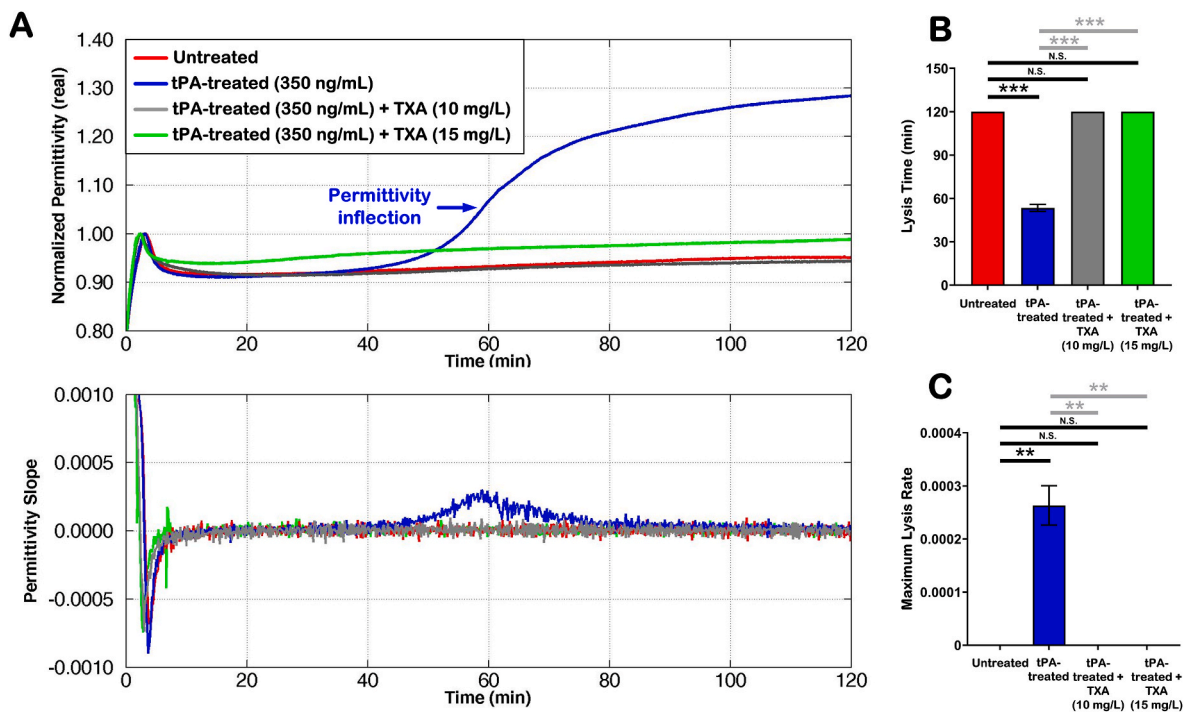 A
Normalized Permittivity (real)
1.40
1.30
1.20
1.10
1.00
0.90
0.80
Untreated
tPA-treated (350 ng/mL)
tPA-treated (350 ng/mL) + TXA (10 mg/L)
tPA-treated (350 ng/mL) + TXA (15 mg/L)
Permittivity
inflection
0 20 40 60 80 100 120
Time (min)
Permittivity Slope
0.0010
0.0005
0.0000
-0.0005
-0.0010
0 20 40 60 80 100 120
Time (min)
B
Lysis Time (min)
150
120
90
60
30
0
***
***
N.S.
N.S.
***
Untreated
tPA-
treated
tPA-
treated +
TXA
(10 mg/L)
tPA-
treated +
TXA
(15 mg/L)
C
Maximum Lysis Rate
0.0004
0.0003
0.0002
0.0001
0
**
**
N.S.
N.S.
**
Untreated
tPA-
treated
tPA-
treated +
TXA
(10 mg/L)
tPA-
treated +
TXA
(15 mg/L)